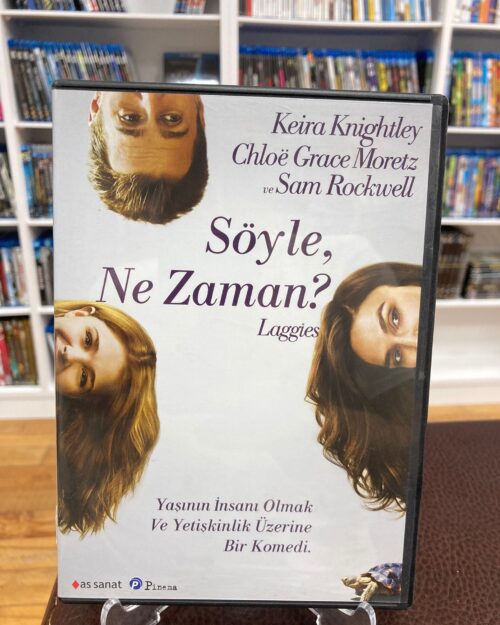 Keira Knightley
Chloë Grace Moretz
ve Sam Rockwell
Söyle,
Ne Zaman?
Laggies
Yaşının İnsanı Olmak
Ve Yetişkinlik Üzerine
Bir Komedi.
as sanat P Pinema